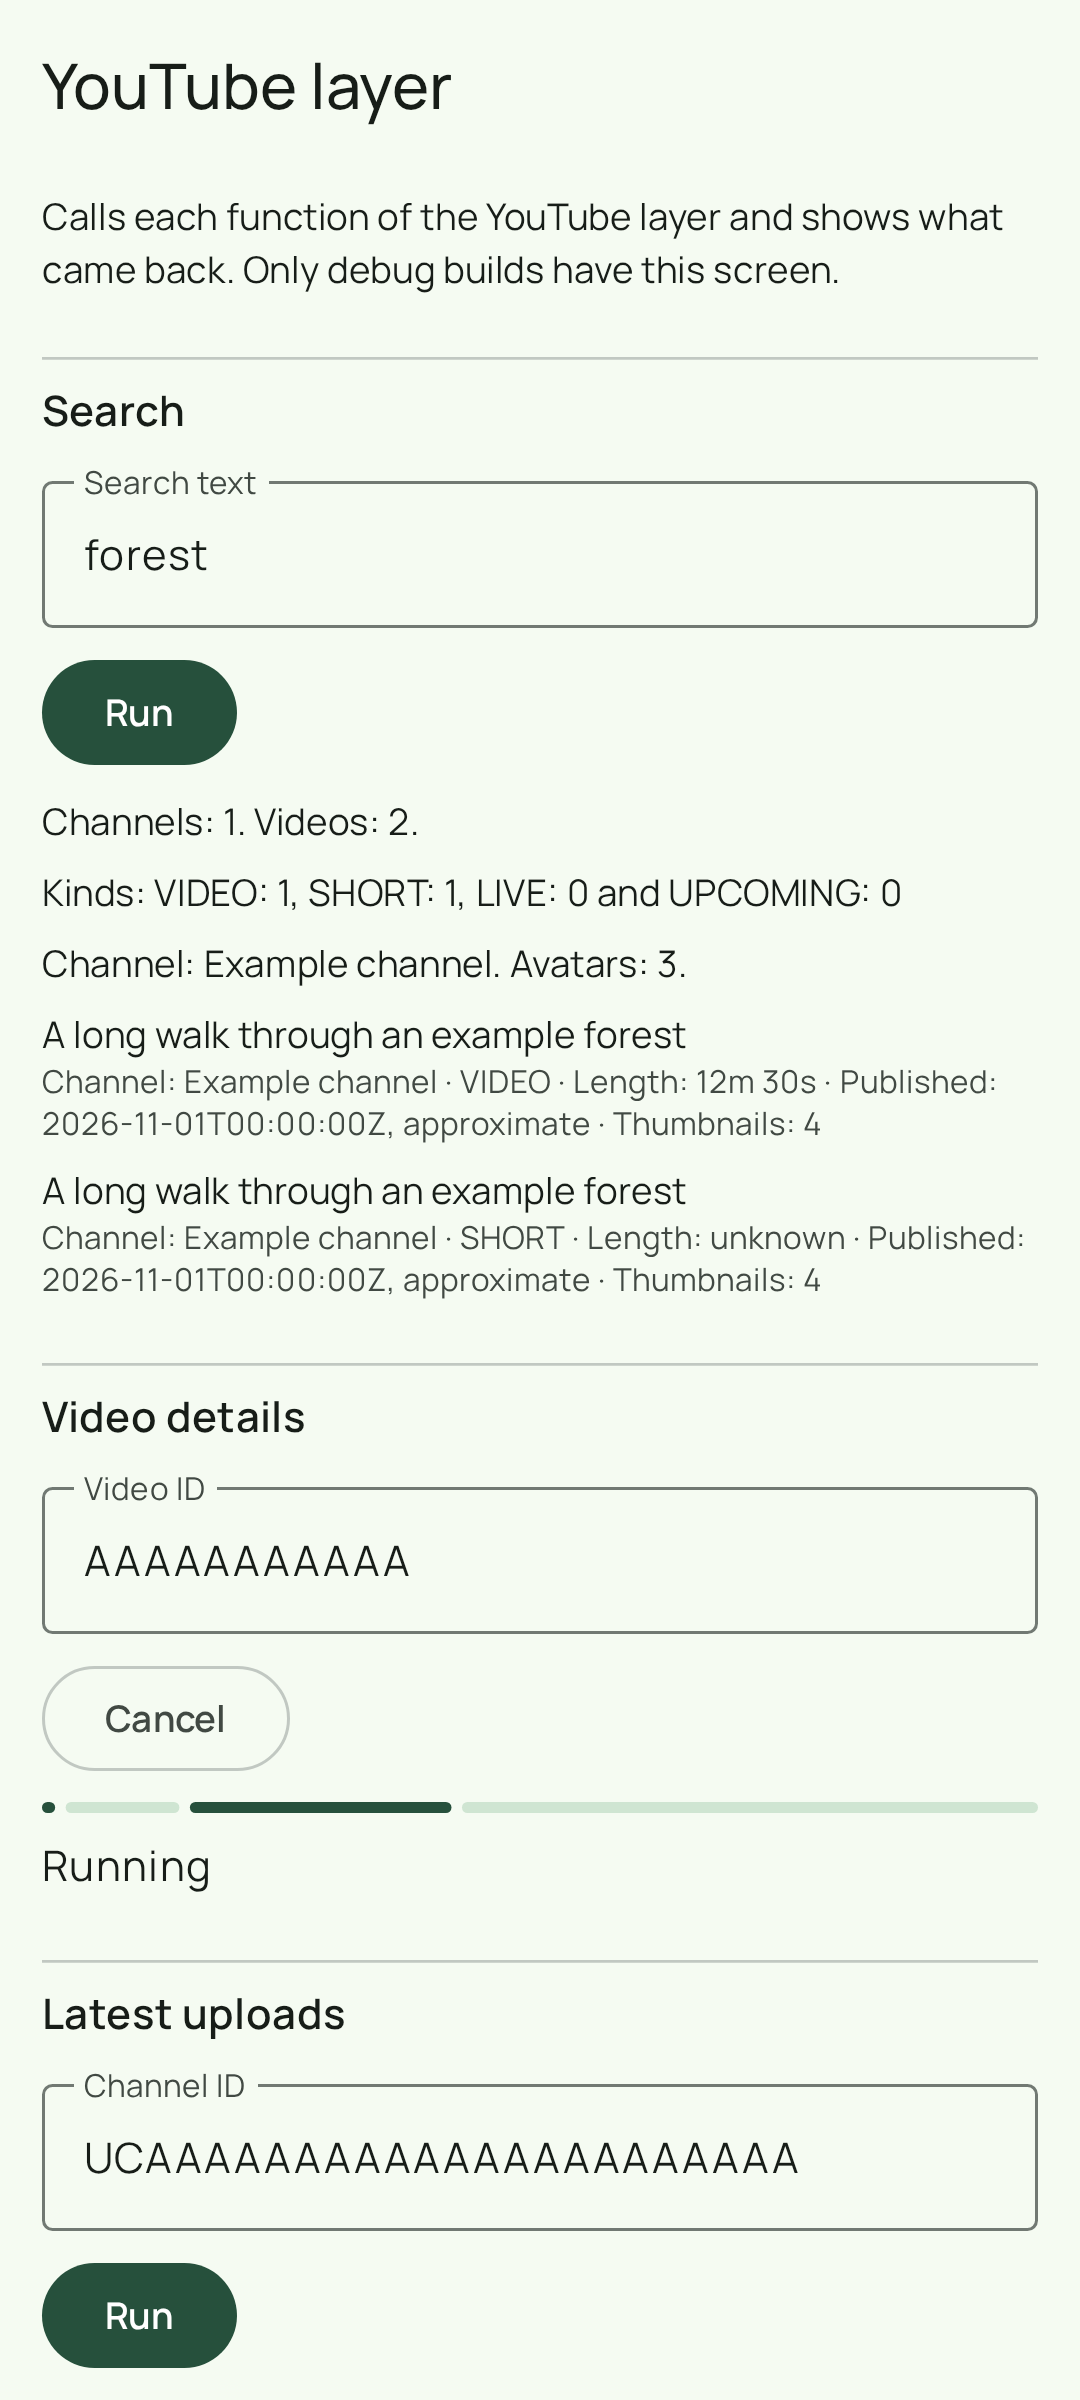 YouTube layer
Calls each function of the YouTube layer and shows what
came back. Only debug builds have this screen.
Search
Search text
forest
Run
Channels: 1. Videos: 2.
Kinds: VIDEO: 1, SHORT: 1, LIVE: 0 and UPCOMING: 0
Channel: Example channel. Avatars: 3.
A long walk through an example forest
Channel: Example channel · VIDEO · Length: 12m 30s · Published:
2026-11-01T00:00:00Z, approximate · Thumbnails: 4
A long walk through an example forest
Channel: Example channel · SHORT · Length: unknown · Published:
2026-11-01T00:00:00Z, approximate · Thumbnails: 4
Video details
Video ID
AAAAAAAAAAA
Cancel
Running
Latest uploads
Channel ID
UCAAAAAAAAAAAAAAAAAAAAAA
Run